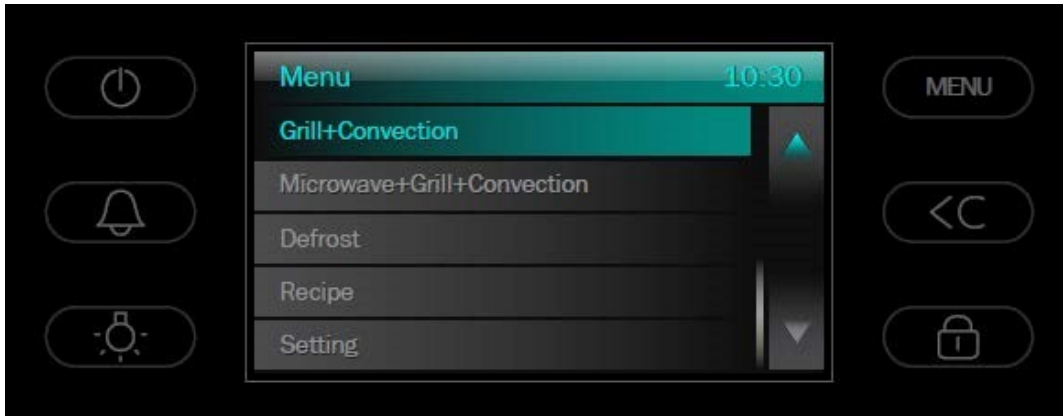 Menu 10:30
MENU
Grill+Convection
Microwave+Grill+Convection
<C
Defrost
Recipe
Setting